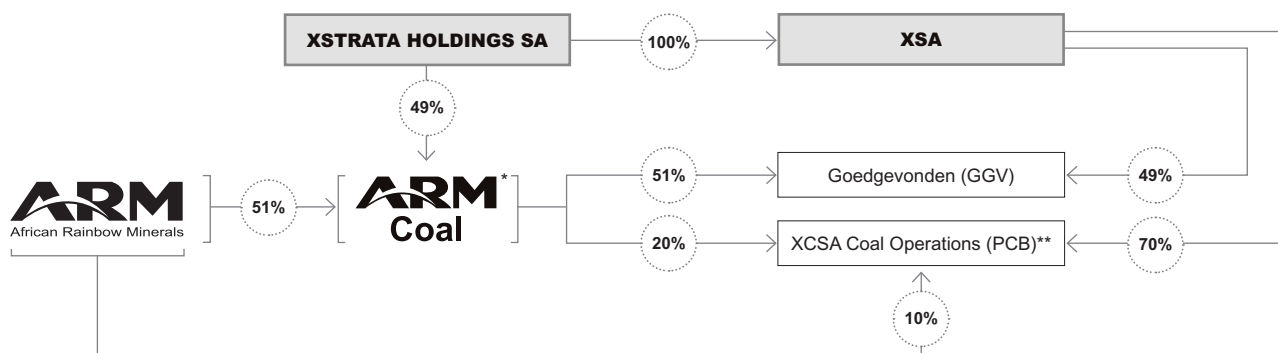 XSTRATA HOLDINGS SA
100%
XSA
49%
ARM
African Rainbow Minerals
51%
ARM*
Coal
51%
Goedgevonden (GGV)
49%
20%
XCSA Coal Operations (PCB)**
70%
10%